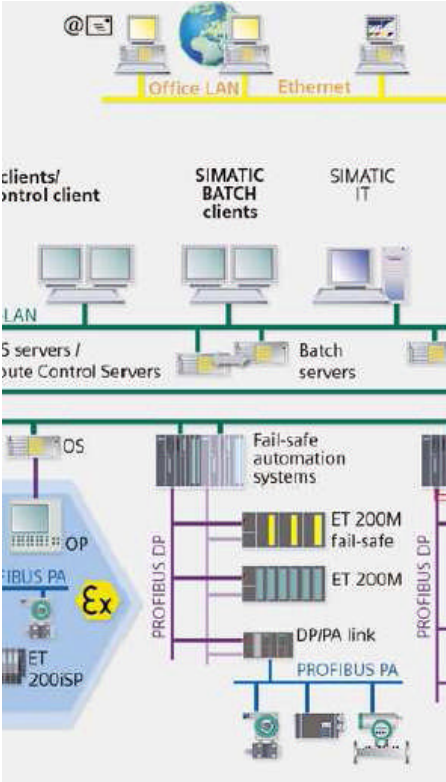 @
Office LAN
Ethernet
clients/
ontrol client
SIMATIC
BATCH
clients
SIMATIC
IT
LAN
S servers /
oute Control Servers
Batch
servers
OS
Fail-safe
automation
systems
OP
FIBUS PA
Ex
ET
200iSP
PROFIBUS DP
ET 200M
fail-safe
ET 200M
DP/PA link
PROFIBUS PA
PROFIBUS DP